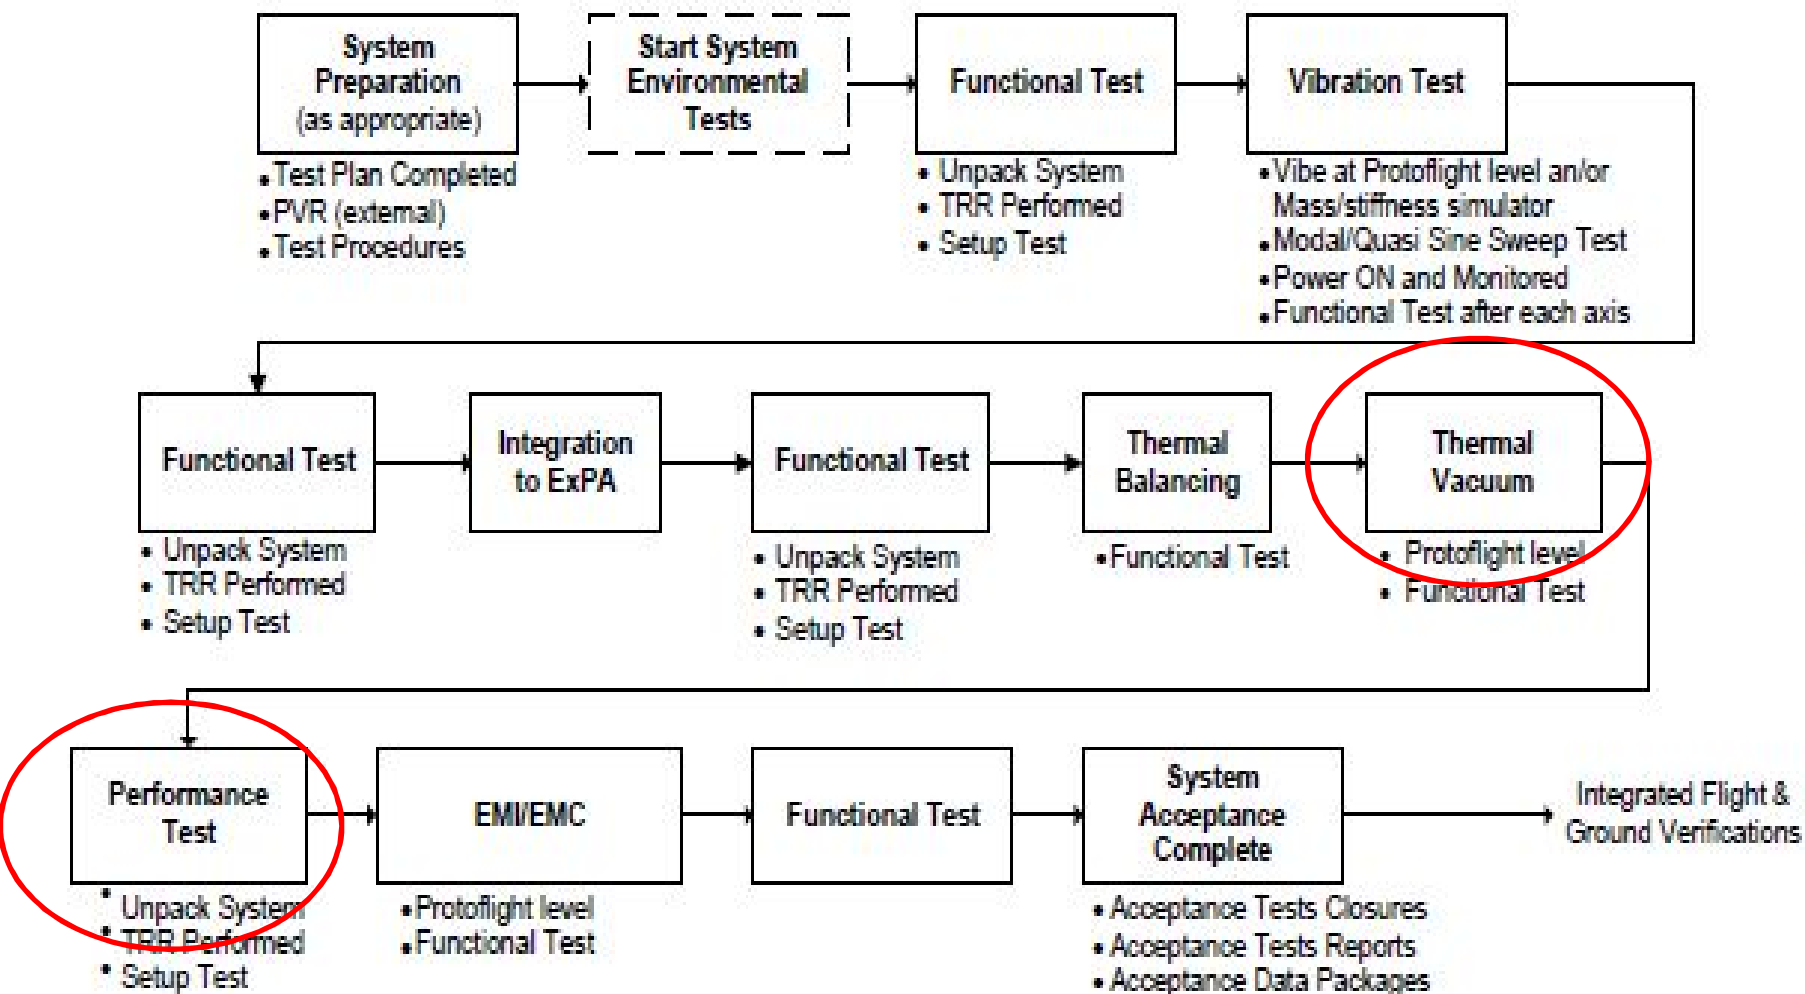 System
Preparation
(as appropriate)
• Test Plan Completed
• PVR (external)
• Test Procedures
Start System
Environmental
Tests
Functional Test
• Unpack System
• TRR Performed
• Setup Test
Vibration Test
• Vibe at Protoflight level an/or
Mass/stiffness simulator
• Modal/Quasi Sine Sweep Test
• Power ON and Monitored
• Functional Test after each axis
Functional Test
• Unpack System
• TRR Performed
• Setup Test
Integration
to ExPA
Functional Test
• Unpack System
• TRR Performed
• Setup Test
Thermal
Balancing
• Functional Test
Thermal
Vacuum
• Protoflight level
• Functional Test
Performance
Test
• Unpack System
• TRR Performed
• Setup Test
EMI/EMC
• Protoflight level
• Functional Test
Functional Test
System
Acceptance
Complete
• Acceptance Tests Closures
• Acceptance Tests Reports
• Acceptance Data Packages
Integrated Flight &
Ground Verifications